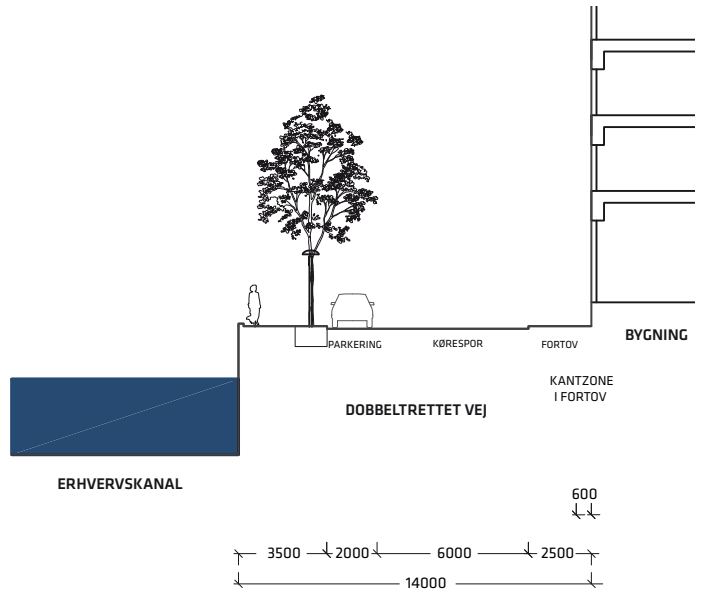 BYGNING
PARKERING KØRESPOR FORTOV
KANTZONE
I FORTOV
DOBBELTRETTET VEJ
ERHVERVSKANAL
600
3500 2000 6000 2500
14000